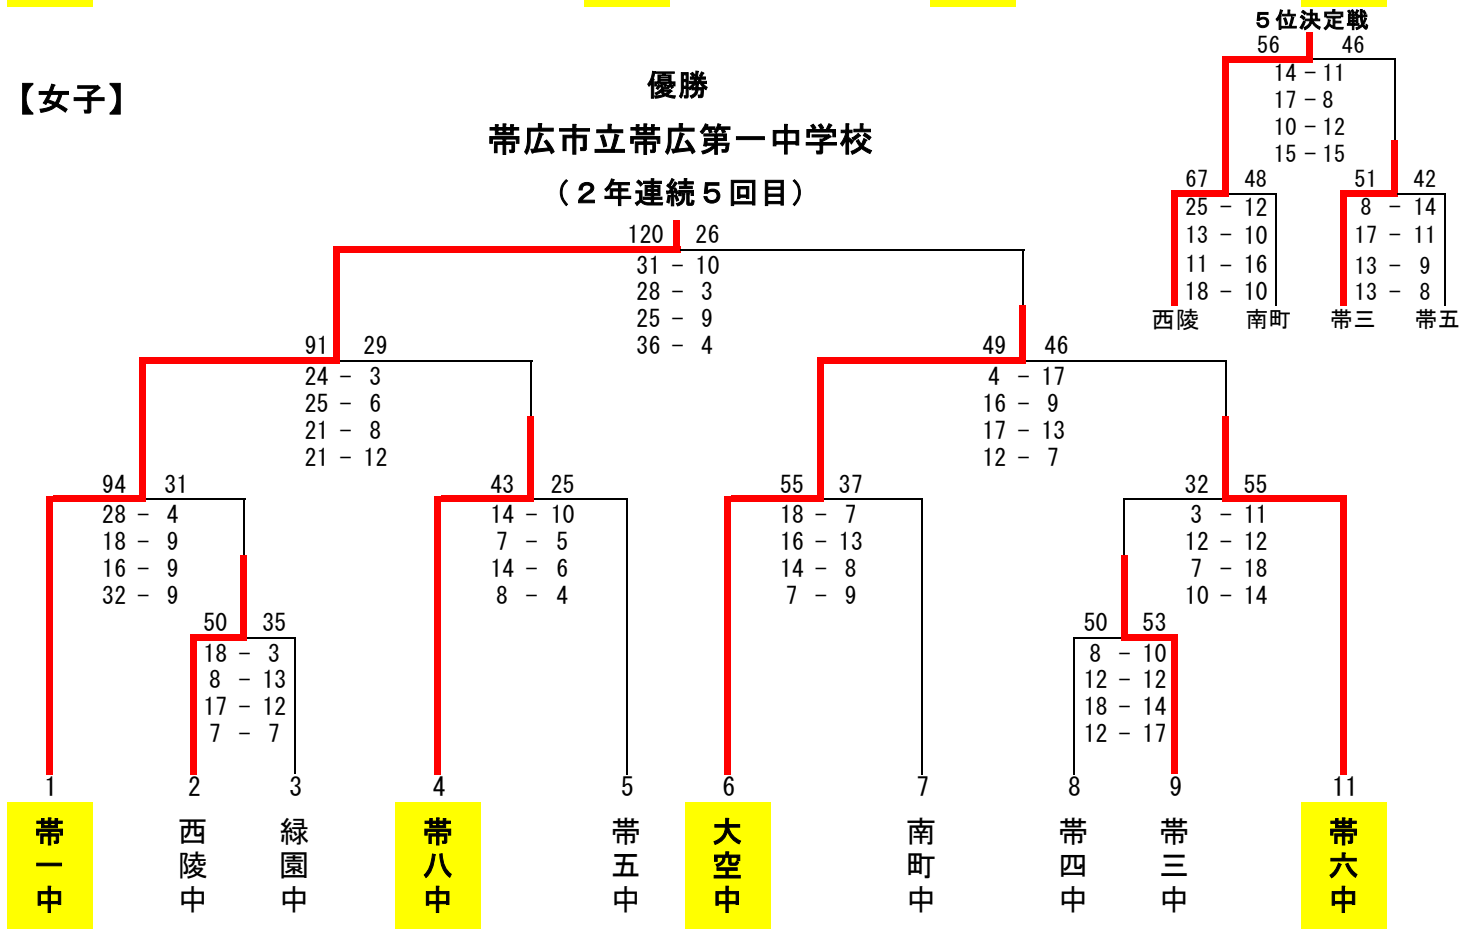 ５位決定戦
56 46
14－11
17－8
10－12
15－15
67 48
25 － 12
13 － 10
11 － 16
18 － 10
51 42
8 － 14
17 － 11
13 － 9
13 － 8
西陵 南町 帯三 帯五
【女子】
優勝
帯広市立帯広第一中学校
（２年連続５回目）
120 26
31 － 10
28 － 3
25 － 9
36 － 4
91 29
24 － 3
25 － 6
21 － 8
21 － 12
49 46
4 － 17
16 － 9
17 － 13
12 － 7
94 31
28 － 4
18 － 9
16 － 9
32 － 9
43 25
14 － 10
7 － 5
14 － 6
8 － 4
55 37
18 － 7
16 － 13
14 － 8
7 － 9
32 55
3 － 11
12 － 12
7 － 18
10 － 14
50 35
18 － 3
8 － 13
17 － 12
7 － 7
50 53
8 － 10
12 － 12
18 － 14
12 － 17
1 2 3 4 5 6 7 8 9 11
帯一中
西陵中
緑園中
帯八中
帯五中
大空中
南町中
帯四中
帯三中
帯六中